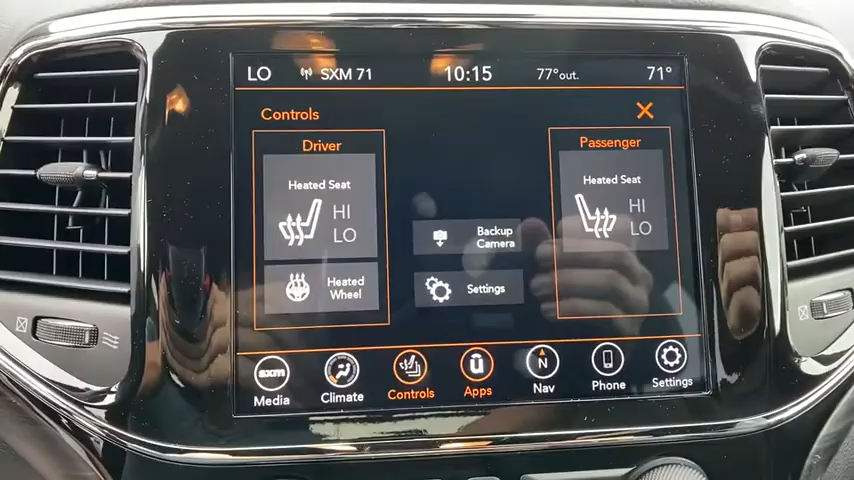 LO SXM 71 10:15 77°out. 71°
Controls
Driver
Passenger
Heated Seat
HI
LO
Heated Seat
HI
LO
Backup
Camera
Heated
Wheel
Settings
sxm
Media
Climate
Controls
ū
Apps
N
Nav
Phone
Settings